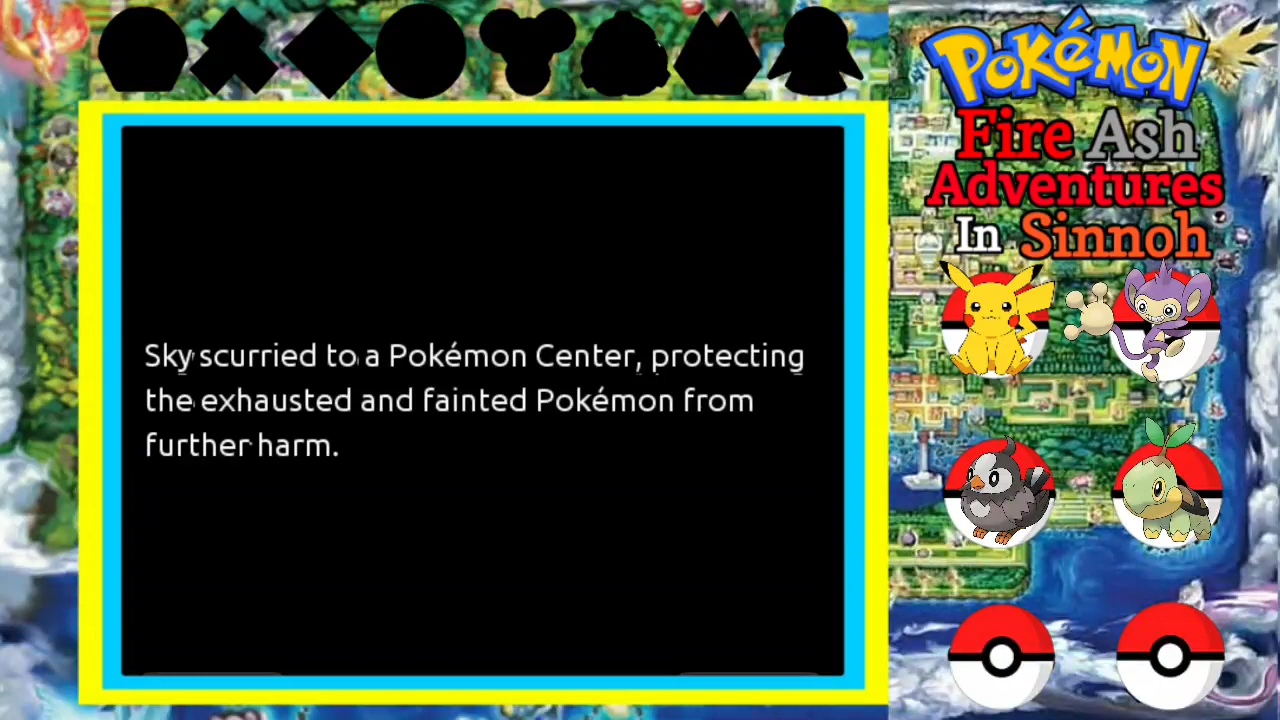 POKÉMON
Fire Ash
Adventures
In Sinnoh
Sky scurried to a Pokémon Center, protecting
the exhausted and fainted Pokémon from
further harm.